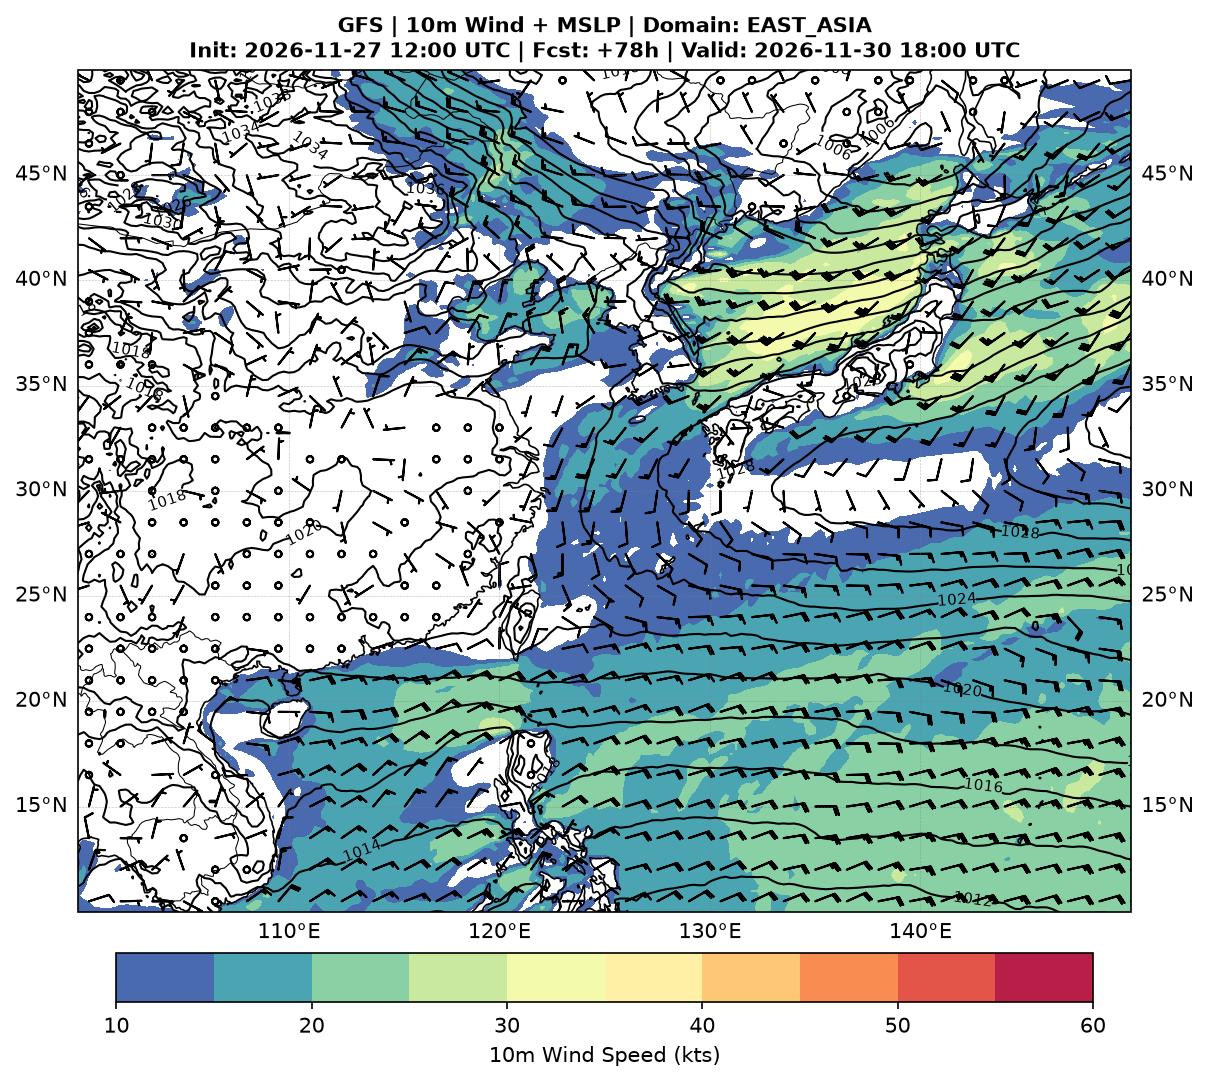 GFS | 10m Wind + MSLP | Domain: EAST_ASIA
Init: 2026-11-27 12:00 UTC | Fcst: +78h | Valid: 2026-11-30 18:00 UTC
1034
1034
1006
1006
45°N
45°N
1036
40°N
40°N
1018
35°N
35°N
1028
30°N
30°N
1018
1020
1028
25°N
25°N
1024
20°N
20°N
1020
1018
1016
15°N
15°N
1014
1012
110°E
120°E
130°E
140°E
10
20
30
40
50
60
10m Wind Speed (kts)